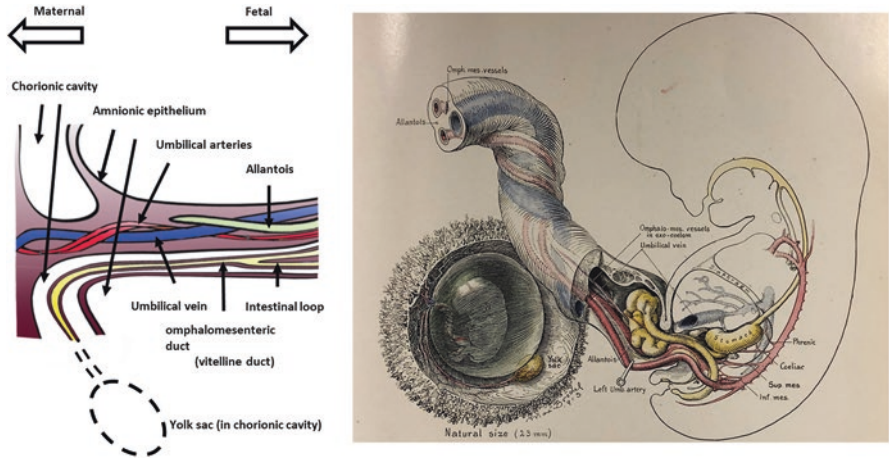 Maternal
Fetal
Chorionic cavity
Amnionic epithelium
Umbilical arteries
Allantois
Umbilical vein
Intestinal loop
omphalomesenteric
duct
(vitelline duct)
Yolk sac (in chorionic cavity)
Omph. mes. vessels
Allantois
Omphalo-mes. vessels
in exo-coelom
Umbilical vein
Stomach
Phrenic
Coeliac
Sup mes
Inf. mes.
Allantois
Left Umb. artery
Yolk
sac
Natural size (23 mm)